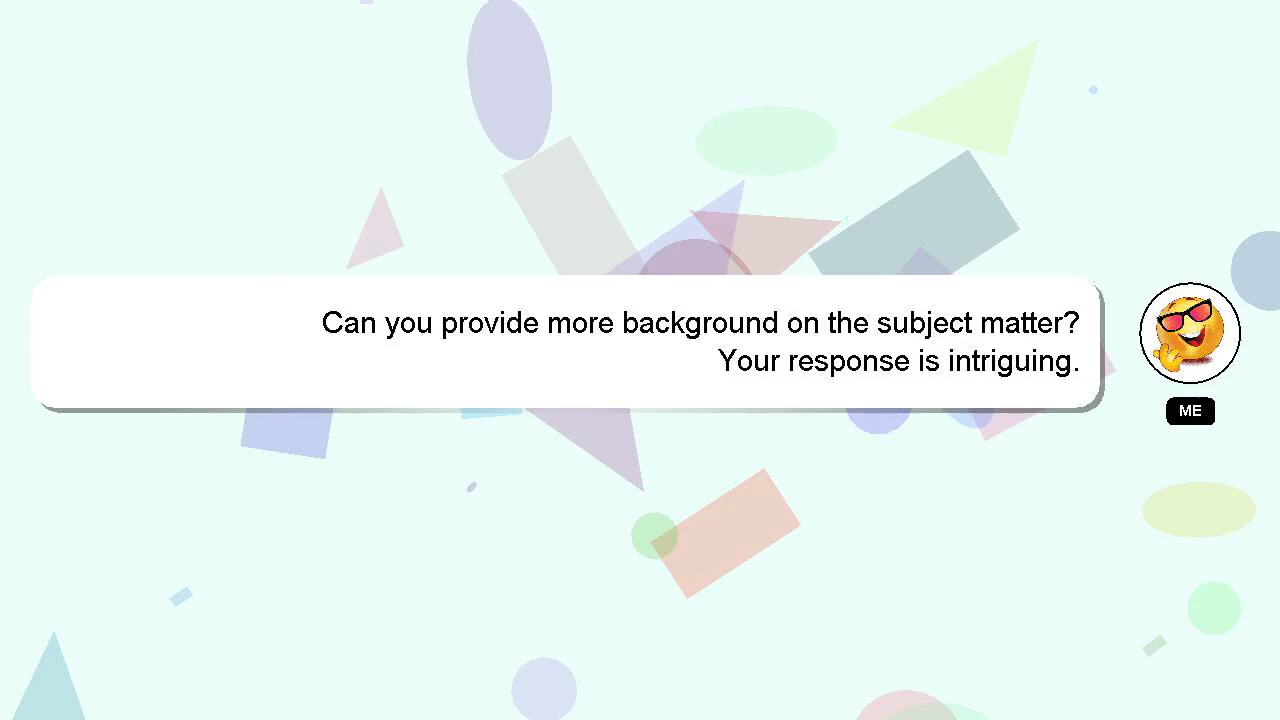 Can you provide more background on the subject matter?
Your response is intriguing.
ME